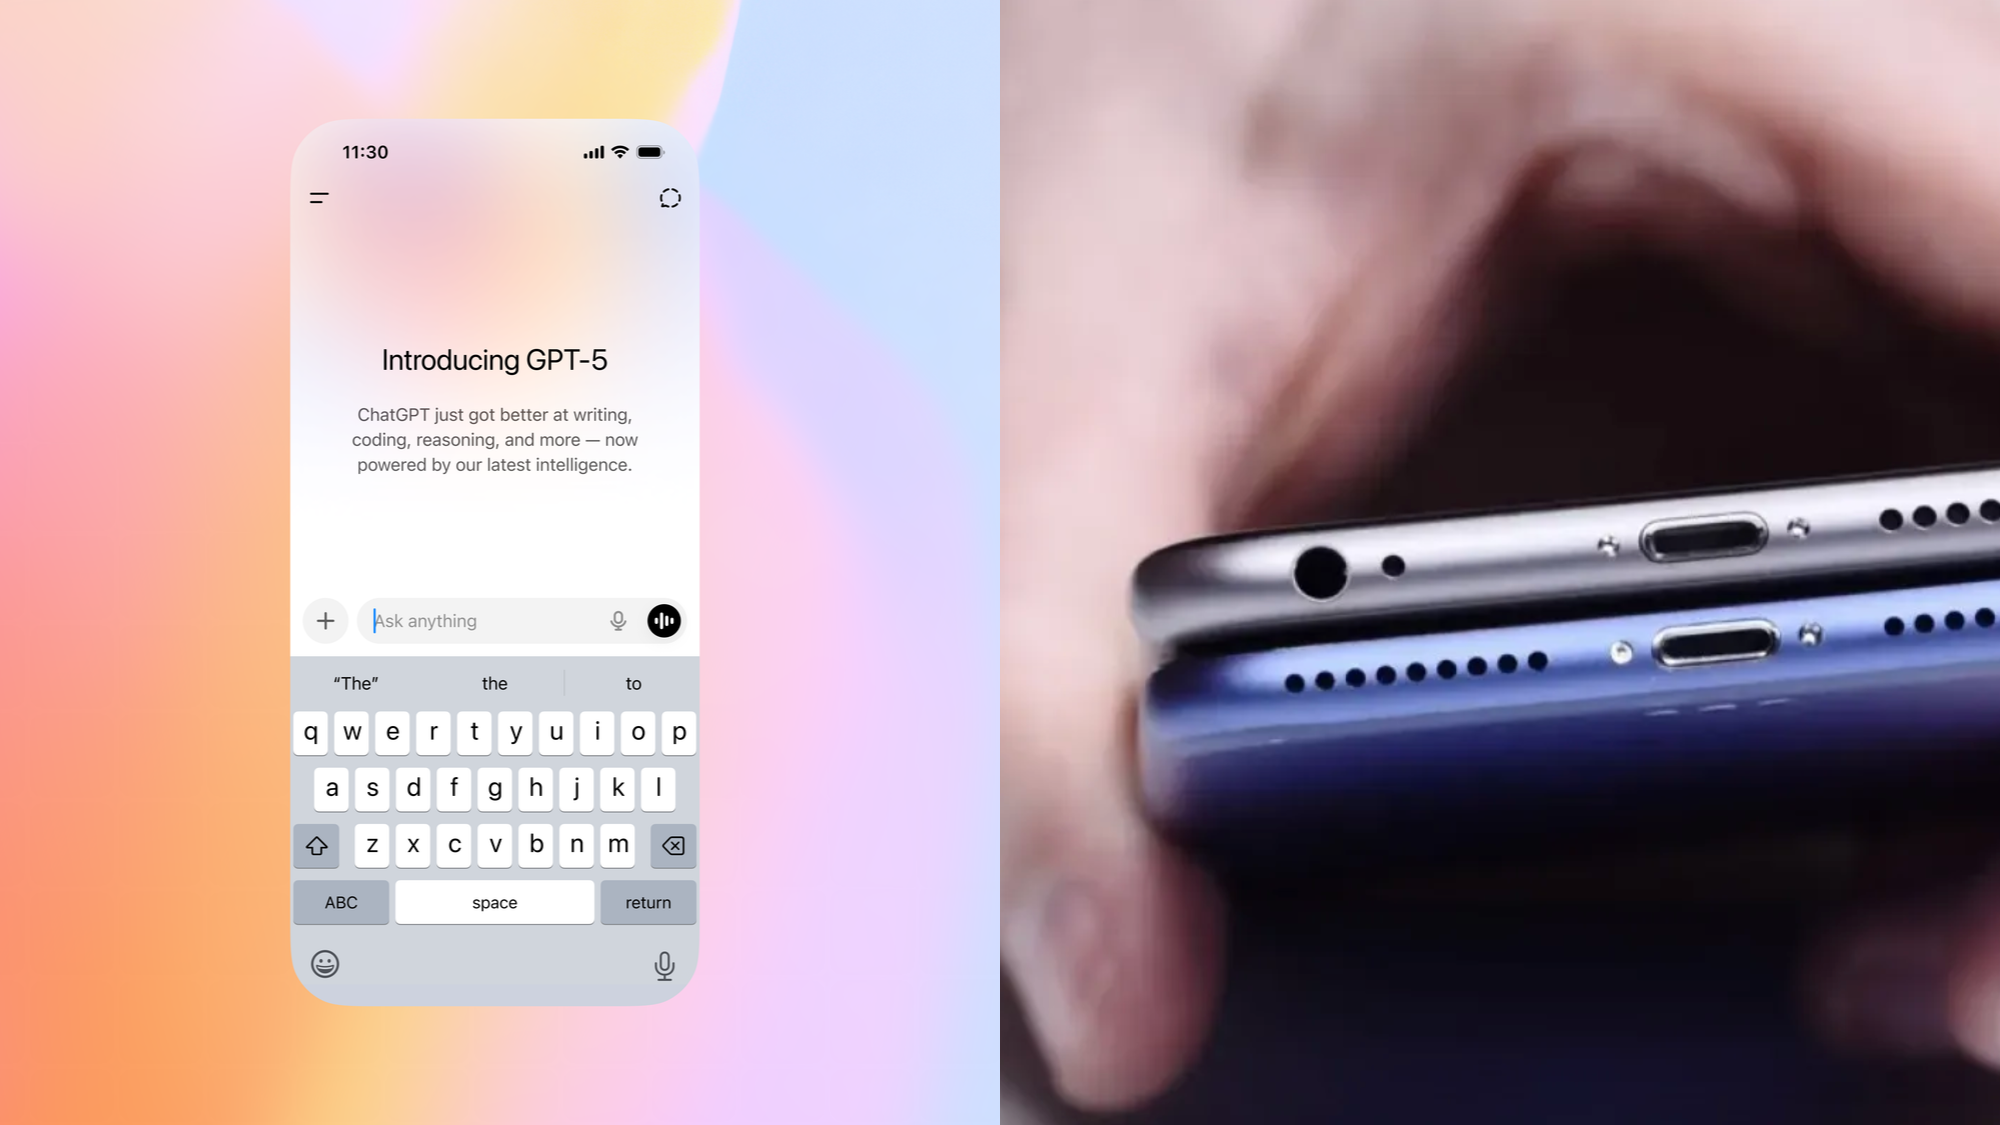 11:30
Introducing GPT-5
ChatGPT just got better at writing,
coding, reasoning, and more — now
powered by our latest intelligence.
Ask anything
“The” the to
q w e r t y u i o p
a s d f g h j k l
z x c v b n m
ABC space return